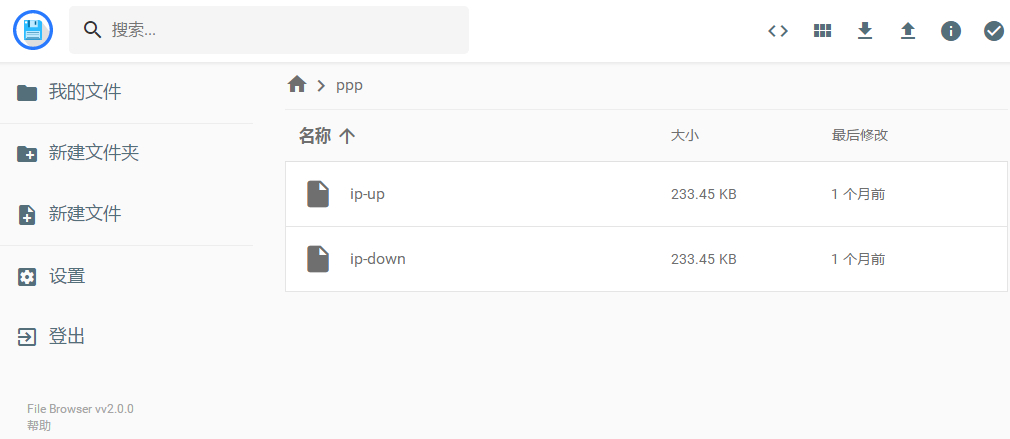 搜索...
我的文件
新建文件夹
新建文件
设置
登出
File Browser vv2.0.0
帮助
ppp
名称 大小 最后修改
ip-up 233.45 KB 1 个月前
ip-down 233.45 KB 1 个月前